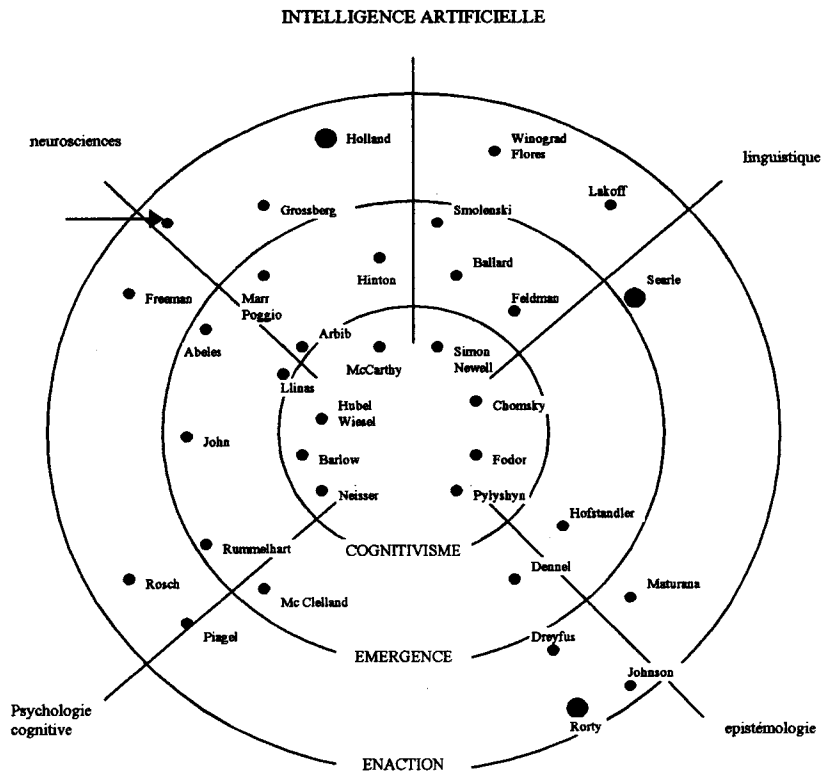 INTELLIGENCE ARTIFICIELLE
neurosciences
Holland
Winograd
Flores
linguistique
Lakoff
Grossberg
Smolenski
Hinton
Ballard
Searle
Freeman
Marr
Poggio
Feldman
Abeles
Arbib
McCarthy
Simon
Newell
Llinas
Hubel
Wiesel
Chomsky
John
Barlow
Fodor
Neisser
Pylyshyn
Hofstandler
Rummelhart
COGNITIVISME
Dennel
Rosch
Mc Clelland
Maturana
Piagel
Dreyfus
EMERGENCE
Johnson
Psychologie
cognitive
Rorty
epistémologie
ENACTION